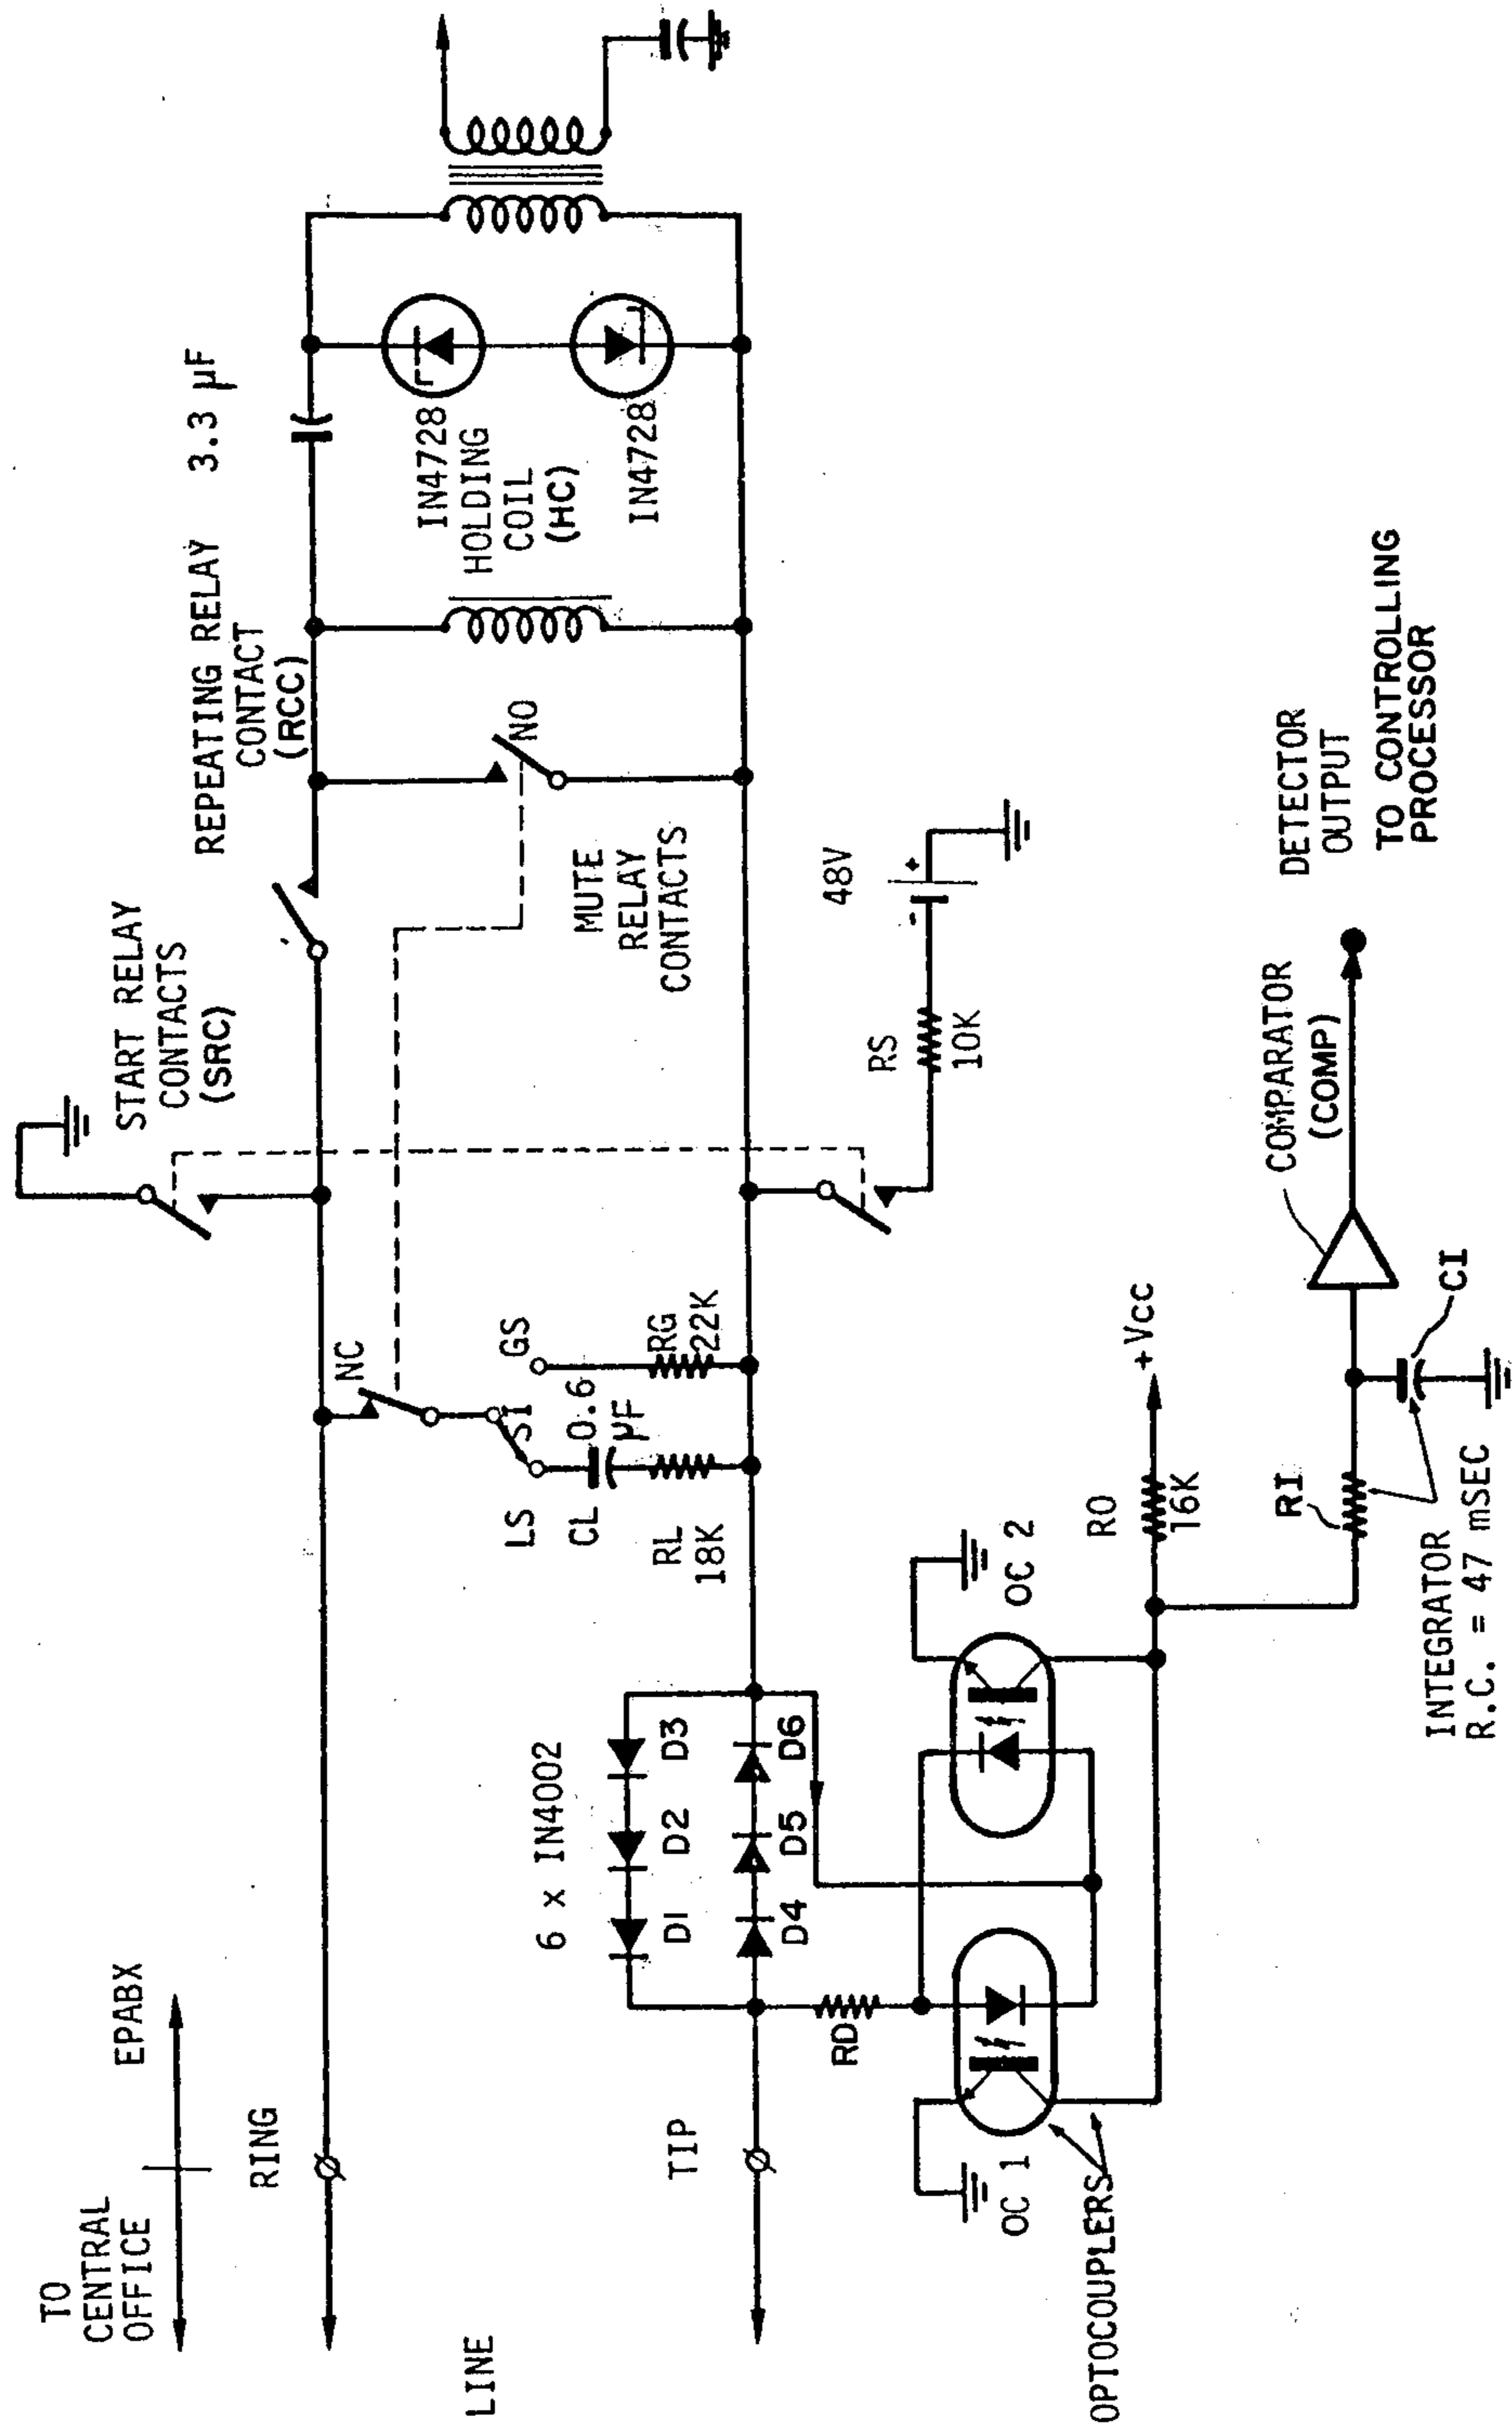 TO
CENTRAL
OFFICE
EPABX
RING
LINE
TIP
6 x IN4002
D1
D2
D3
D4
D5
D6
RD
OC 1
OC 2
OPTOCOUPLERS
NC
S1
LS
GS
CL
0.6
µF
RL
18K
RG
22K
START RELAY
CONTACTS
(SRC)
REPEATING RELAY
CONTACT
(RCC)
3.3 µF
NO
MUTE
RELAY
CONTACTS
IN4728
HOLDING
COIL
(HC)
IN4728
RS
10K
48V
-
+
RO
16K
+Vcc
RI
CI
INTEGRATOR
R.C. = 47 mSEC
COMPARATOR
(COMP)
DETECTOR
OUTPUT
TO CONTROLLING
PROCESSOR